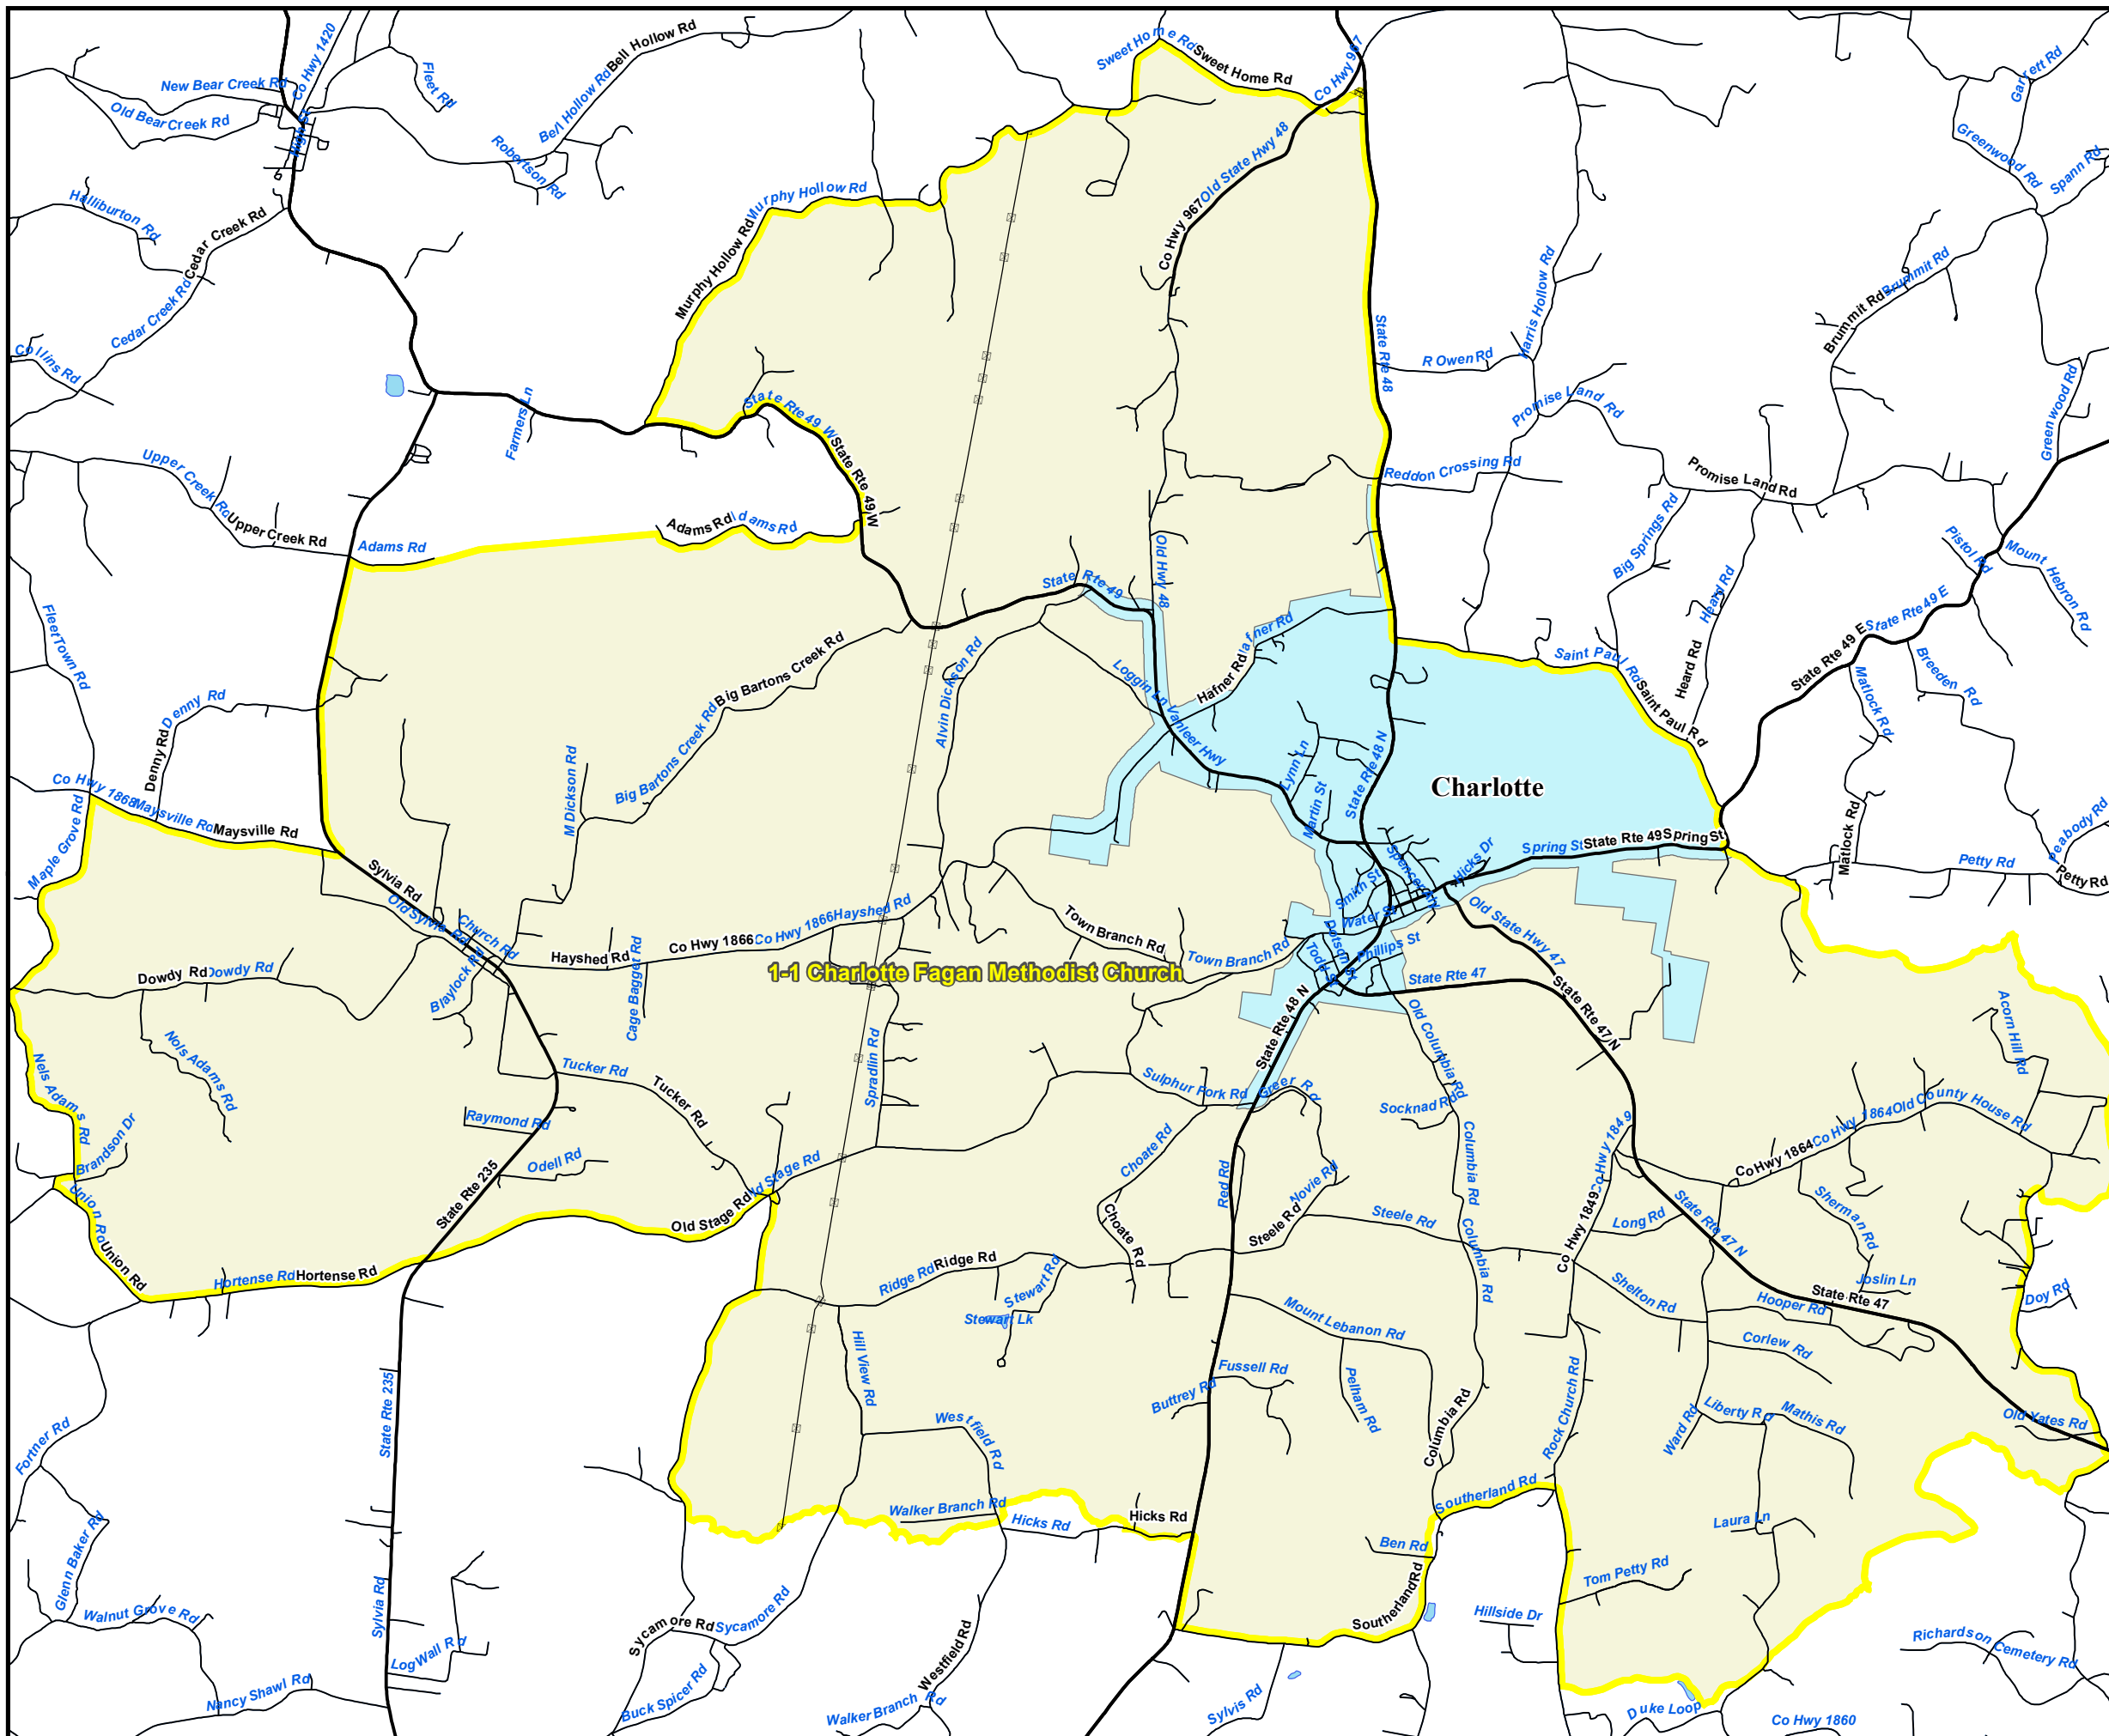 New Bear Creek Rd
Co Hwy 1420
Old Bear Creek Rd
High St
Fleet Rd
Bell Hollow Rd
Bell Hollow Rd
Robertson Rd
Sweet Home Rd
Sweet Home Rd
Co Hwy 967
Garrett Rd
Greenwood Rd
Spann Rd
Halliburton Rd
Cedar Creek Rd
Cedar Creek Rd
Collins Rd
Murphy Hollow Rd
Murphy Hollow Rd
Old State Hwy 48
Co Hwy 967
State Rte 48
R Owen Rd
Harris Hollow Rd
Promise Land Rd
Promise Land Rd
Brummit Rd
Brummit Rd
Greenwood Rd
Farmers Ln
State Rte 49 W
State Rte 49 W
Upper Creek Rd
Upper Creek Rd
Adams Rd
Adams Rd
Adams Rd
Reddon Crossing Rd
Big Springs Rd
Heard Rd
Heard Rd
Pistol Rd
Mount Hebron Rd
State Rte 49 E
State Rte 49 E
Breeden Rd
Matlock Rd
Matlock Rd
Fleet Town Rd
Denny Rd
Denny Rd
State Rte 49
Old Hwy 48
Hafner Rd
Hafner Rd
Loggin Ln
Vanleer Hwy
Saint Paul Rd
Saint Paul Rd
Big Bartons Creek Rd
Big Bartons Creek Rd
Alvin Dickson Rd
M Dickson Rd
Charlotte
Lynn Ln
Martin St
State Rte 48 N
Co Hwy 1868
Maysville Rd
Maysville Rd
Maple Grove Rd
Sylvia Rd
Old Sylvia Rd
Church Rd
Blaylock Rd
Hayshed Rd
Co Hwy 1866
Co Hwy 1866
Hayshed Rd
Cage Bagget Rd
Town Branch Rd
Town Branch Rd
Smith St
Water St
Dotson St
Todd St
Phillips St
Hicks Dr
Spring St
State Rte 49
Spring St
Peabody Rd
Petty Rd
Petty Rd
Old State Hwy 47
State Rte 47
State Rte 47 N
1-1 Charlotte Fagan Methodist Church
Dowdy Rd
Dowdy Rd
Nols Adams Rd
Nels Adams Rd
Brandson Dr
Union Rd
Union Rd
Tucker Rd
Tucker Rd
Raymond Rd
Odell Rd
State Rte 235
Spradlin Rd
Old Stage Rd
Old Stage Rd
Hortense Rd
Hortense Rd
State Rte 48 N
Sulphur Fork Rd
Greer Rd
Old Columbia Rd
Socknad Rd
Columbia Rd
Columbia Rd
Columbia Rd
Choate Rd
Choate Rd
Red Rd
Novie Rd
Steele Rd
Steele Rd
Co Hwy 1849
Co Hwy 1849
Co Hwy 1864
Co Hwy 1864
Old County House Rd
Acorn Hill Rd
Sherman Rd
Joslin Ln
Long Rd
State Rte 47 N
State Rte 47
Hooper Rd
Doy Rd
Shelton Rd
Corlew Rd
Ridge Rd
Ridge Rd
Stewart Rd
Stewart Lk
Hill View Rd
Westfield Rd
Mount Lebanon Rd
Fussell Rd
Buttrey Rd
Pelham Rd
Rock Church Rd
Ward Rd
Liberty Rd
Mathis Rd
Old Yates Rd
State Rte 235
Fortner Rd
Glenn Baker Rd
Walnut Grove Rd
Nancy Shawl Rd
Sylvia Rd
Log Wall Rd
Walker Branch Rd
Hicks Rd
Hicks Rd
Southerland Rd
Southerland Rd
Ben Rd
Laura Ln
Tom Petty Rd
Hillside Dr
Sycamore Rd
Sycamore Rd
Buck Spicer Rd
Westfield Rd
Walker Branch Rd
Sylvis Rd
Duke Loop
Co Hwy 1860
Richardson Cemetery Rd